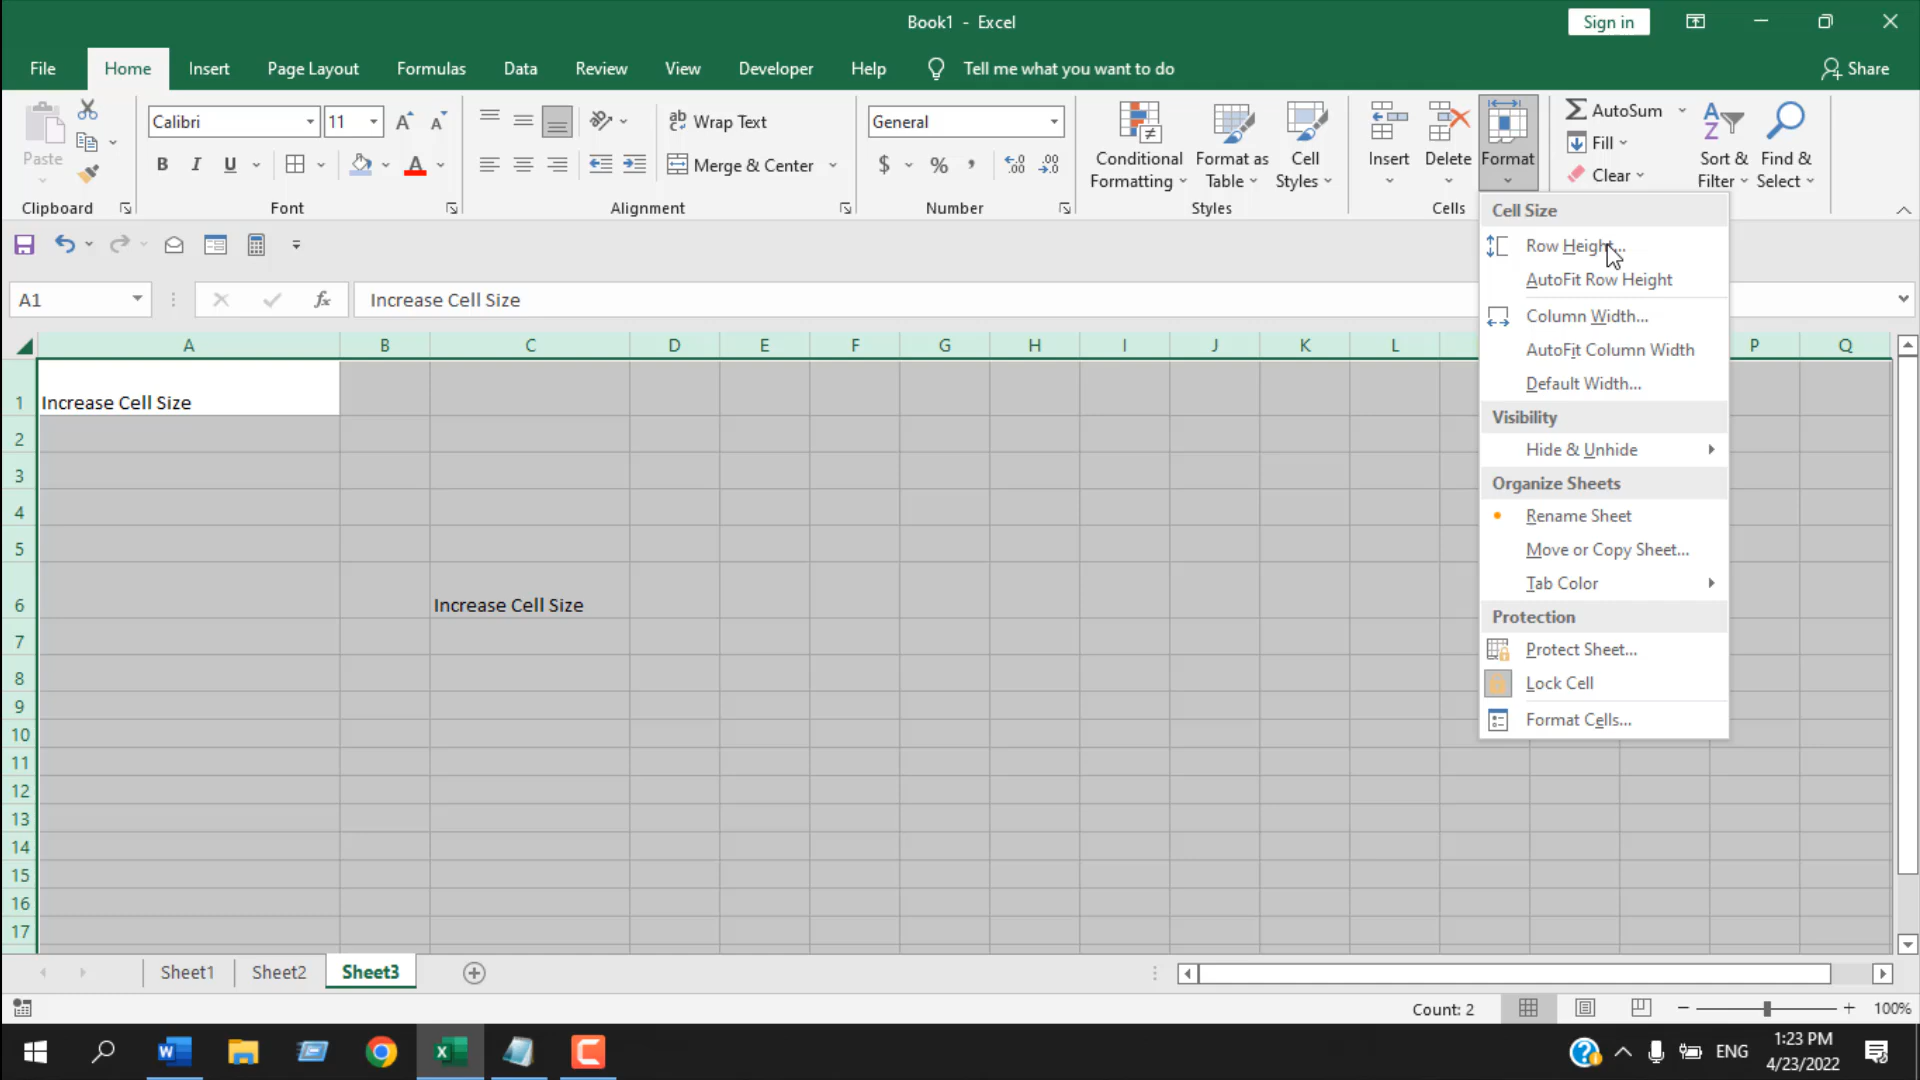 Book1 - Excel
Sign in
File Home Insert Page Layout Formulas Data Review View Developer Help Tell me what you want to do Share
Paste
Calibri 11
Wrap Text
General
B I U
Merge & Center
$ % ,
Conditional Formatting
Format as Table
Cell Styles
Insert
Delete
Format
AutoSum
Fill
Clear
Sort & Filter
Find & Select
Clipboard Font Alignment Number Styles Cells
A1 fx Increase Cell Size
A B C D E F G H I J K L P Q
1 Increase Cell Size
2
3
4
5
6 Increase Cell Size
7
8
9
10
11
12
13
14
15
16
17
Cell Size
Row Height...
AutoFit Row Height
Column Width...
AutoFit Column Width
Default Width...
Visibility
Hide & Unhide
Organize Sheets
Rename Sheet
Move or Copy Sheet...
Tab Color
Protection
Protect Sheet...
Lock Cell
Format Cells...
Sheet1 Sheet2 Sheet3
Count: 2 100%
ENG
1:23 PM
4/23/2022